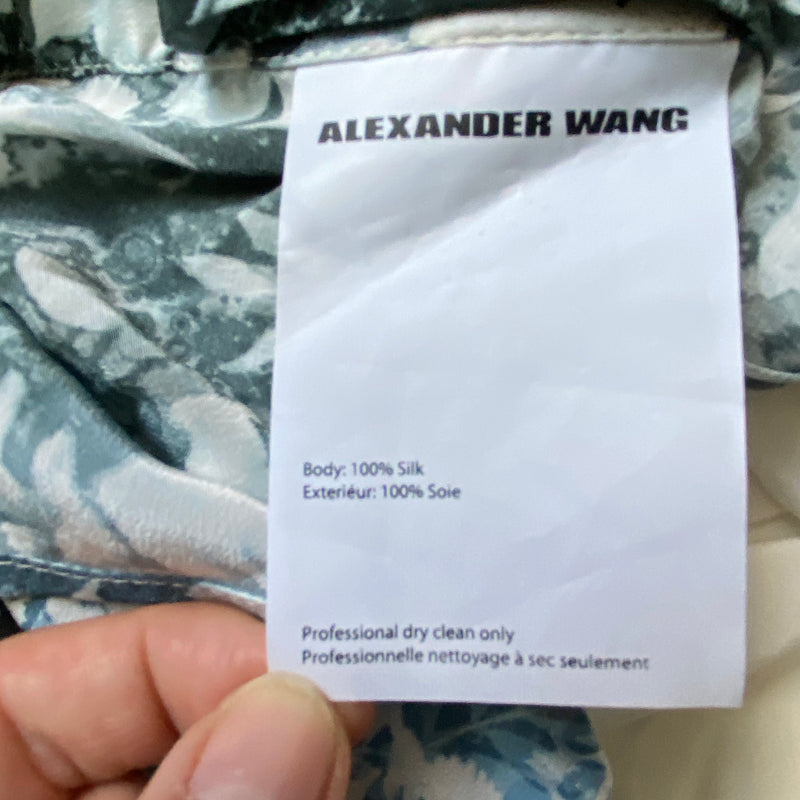 ALEXANDER WANG
Body: 100% Silk
Exteriéur: 100% Soie
Professional dry clean only
Professionnelle nettoyage à sec seulement